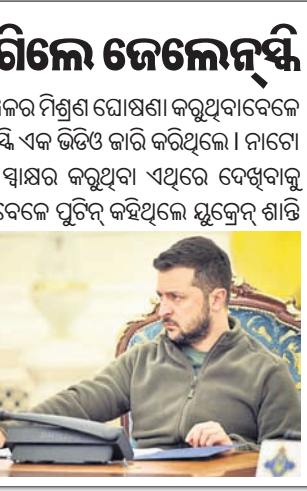 ଗିଲେ ଜେଲେନ୍‌ସ୍କି
ଳର ମିଶ୍ରଣ ଘୋଷଣା କରୁଥିବାବେଳେ
ସ୍କି ଏକ ଭିଡିଓ ଜାରି କରିଥିଲେ । ନାଟୋ
ସ୍ୱାକ୍ଷର କରୁଥିବା ଏଥିରେ ଦେଖିବାକୁ
ବେଳେ ପୁଟିନ୍ କହିଥିଲେ ୟୁକ୍ରେନ୍ ଶାନ୍ତି